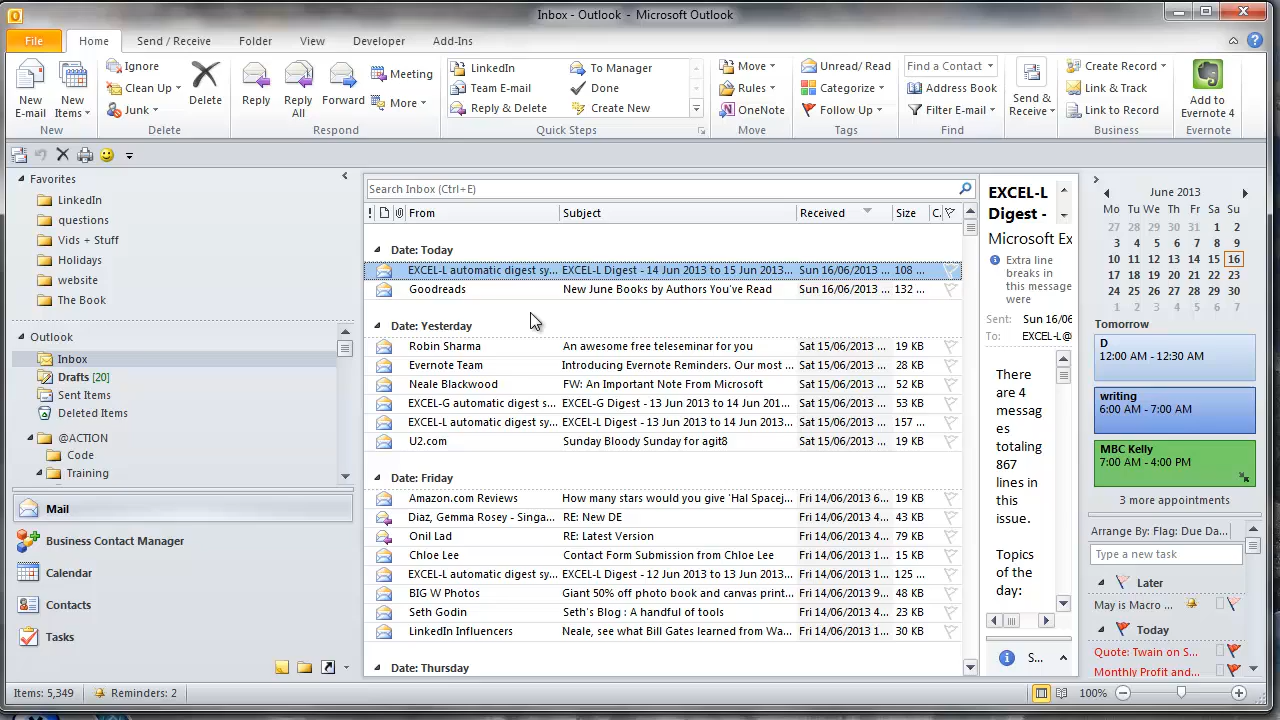 Inbox - Outlook - Microsoft Outlook
File Home Send / Receive Folder View Developer Add-Ins
New E-mail
New Items
New
Ignore
Clean Up
Junk
Delete
Delete
Reply
Reply All
Forward
Meeting
More
Respond
LinkedIn
Team E-mail
Reply & Delete
To Manager
Done
Create New
Quick Steps
Move
Rules
OneNote
Move
Unread/ Read
Categorize
Follow Up
Tags
Find a Contact
Address Book
Filter E-mail
Find
Send & Receive
Create Record
Link & Track
Link to Record
Business
Add to Evernote 4
Evernote
Favorites
LinkedIn
questions
Vids + Stuff
Holidays
website
The Book
Outlook
Inbox
Drafts [20]
Sent Items
Deleted Items
@ACTION
Code
Training
Mail
Business Contact Manager
Calendar
Contacts
Tasks
Search Inbox (Ctrl+E)
! From Subject Received Size C.
Date: Today
EXCEL-L automatic digest sy... EXCEL-L Digest - 14 Jun 2013 to 15 Jun 2013... Sun 16/06/2013 ... 108 ...
Goodreads New June Books by Authors You've Read Sun 16/06/2013 ... 132 ...
Date: Yesterday
Robin Sharma An awesome free teleseminar for you Sat 15/06/2013 ... 19 KB
Evernote Team Introducing Evernote Reminders. Our most ... Sat 15/06/2013 ... 28 KB
Neale Blackwood FW: An Important Note From Microsoft Sat 15/06/2013 ... 52 KB
EXCEL-G automatic digest s... EXCEL-G Digest - 13 Jun 2013 to 14 Jun 201... Sat 15/06/2013 ... 53 KB
EXCEL-L automatic digest sy... EXCEL-L Digest - 13 Jun 2013 to 14 Jun 2013... Sat 15/06/2013 ... 157 ...
U2.com Sunday Bloody Sunday for agit8 Sat 15/06/2013 ... 19 KB
Date: Friday
Amazon.com Reviews How many stars would you give 'Hal Spacej... Fri 14/06/2013 6... 19 KB
Diaz, Gemma Rosey - Singa... RE: New DE Fri 14/06/2013 4... 43 KB
Onil Lad RE: Latest Version Fri 14/06/2013 4... 79 KB
Chloe Lee Contact Form Submission from Chloe Lee Fri 14/06/2013 1... 15 KB
EXCEL-L automatic digest sy... EXCEL-L Digest - 12 Jun 2013 to 13 Jun 2013... Fri 14/06/2013 1... 125 ...
BIG W Photos Giant 50% off photo book and canvas print... Fri 14/06/2013 9... 48 KB
Seth Godin Seth's Blog : A handful of tools Fri 14/06/2013 1... 23 KB
LinkedIn Influencers Neale, see what Bill Gates learned from Wa... Fri 14/06/2013 1... 30 KB
Date: Thursday
EXCEL-L
Digest -
Microsoft Ex
Extra line
breaks in
this message
were
Sent: Sun 16/06
To: EXCEL-L@
There
are 4
messag
es
totaling
867
lines in
this
issue.
Topics
of the
day:
S...
June 2013
Mo Tu We Th Fr Sa Su
27 28 29 30 31 1 2
3 4 5 6 7 8 9
10 11 12 13 14 15 16
17 18 19 20 21 22 23
24 25 26 27 28 29 30
1 2 3 4 5 6 7
Tomorrow
D
12:00 AM - 12:30 AM
writing
6:00 AM - 7:00 AM
MBC Kelly
7:00 AM - 4:00 PM
3 more appointments
Arrange By: Flag: Due Da...
Type a new task
Later
May is Macro ...
Today
Quote: Twain on S...
Monthly Profit and...
Items: 5,349 Reminders: 2 100%